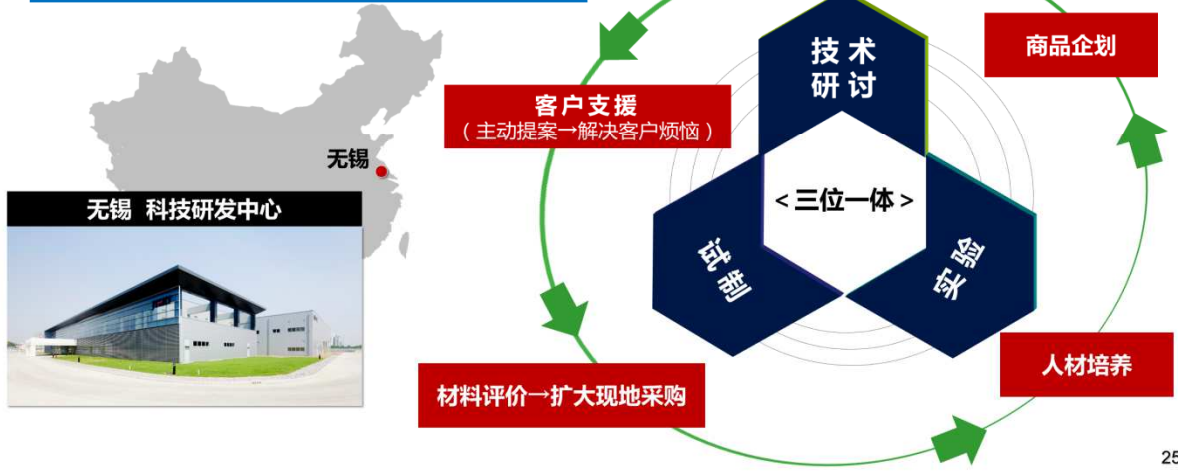 无锡
无锡 科技研发中心
技术
研讨
商品企划
客户支援
（主动提案→解决客户烦恼）
<三位一体>
试制
实验
材料评价→扩大现地采购
人材培养
25